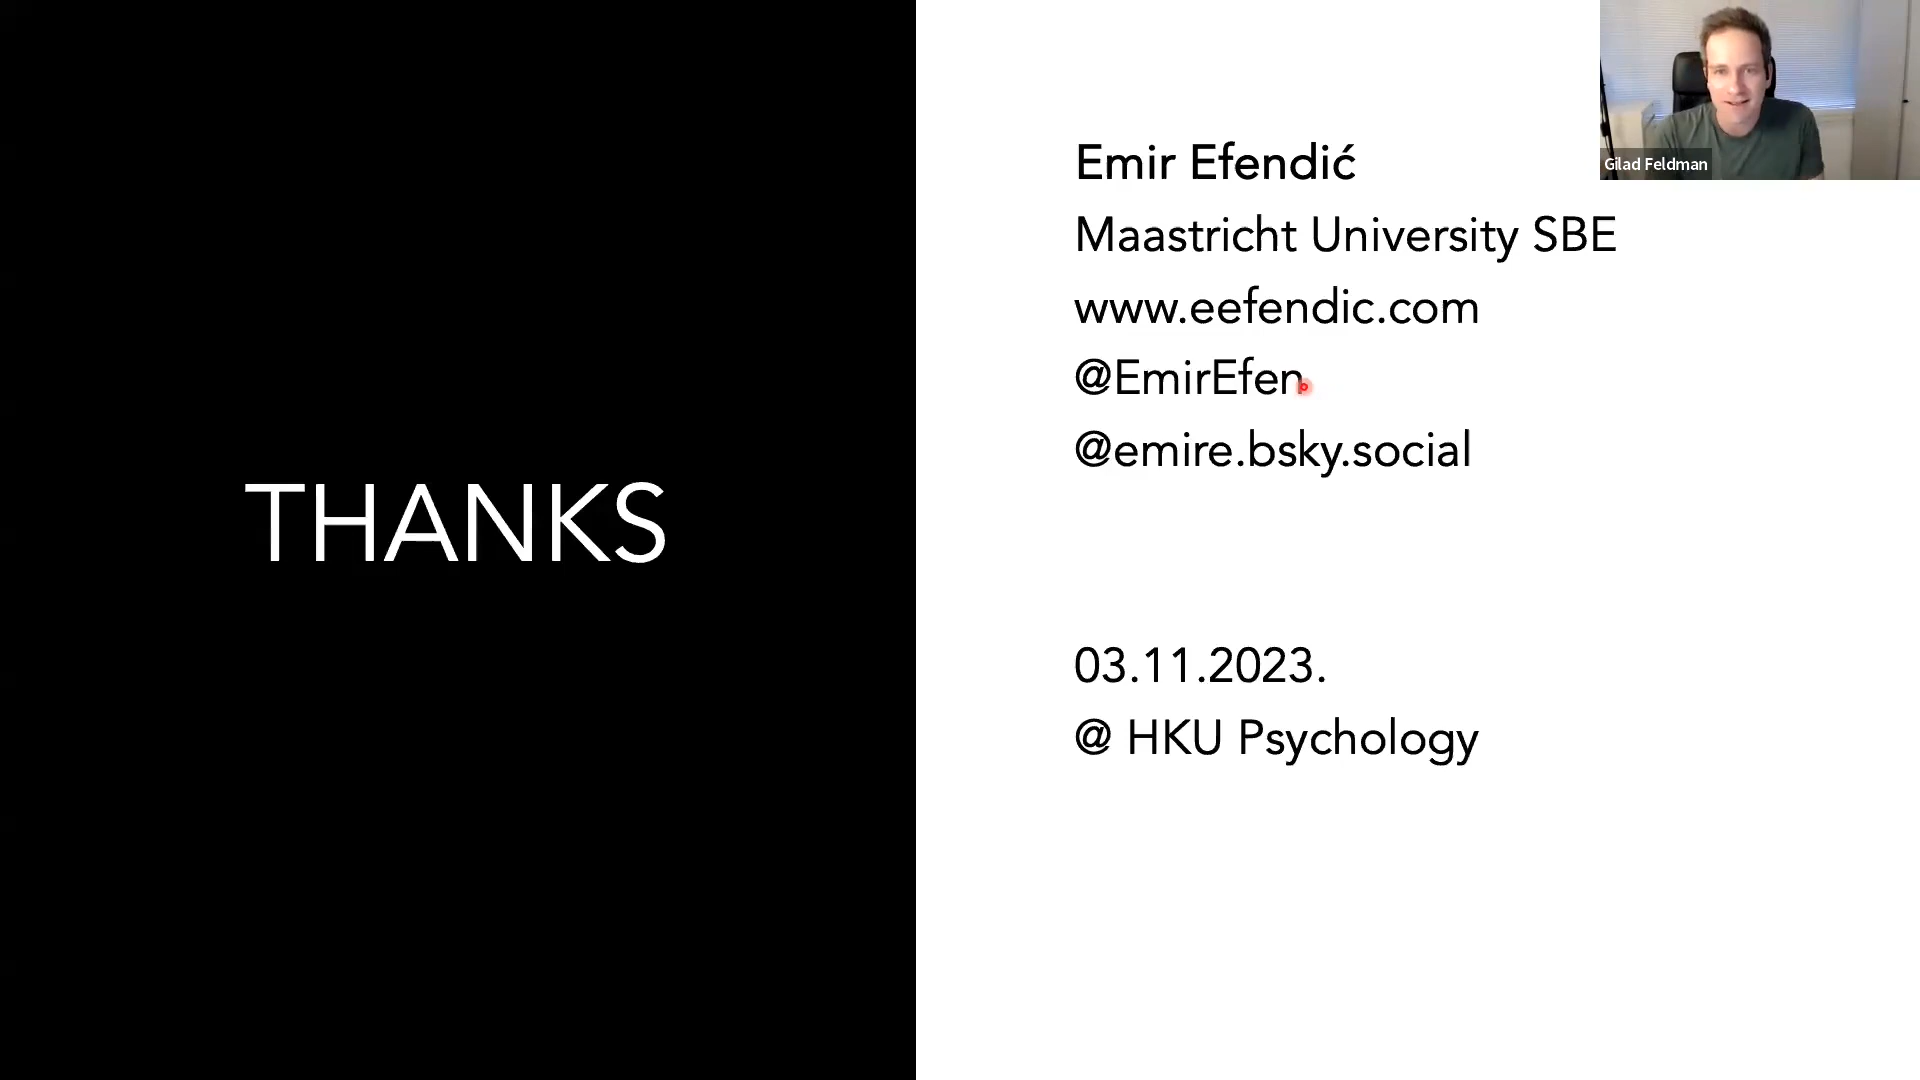 THANKS
Emir Efendić
Maastricht University SBE
www.eefendic.com
@EmirEfen
@emire.bsky.social
03.11.2023.
@ HKU Psychology
Gilad Feldman